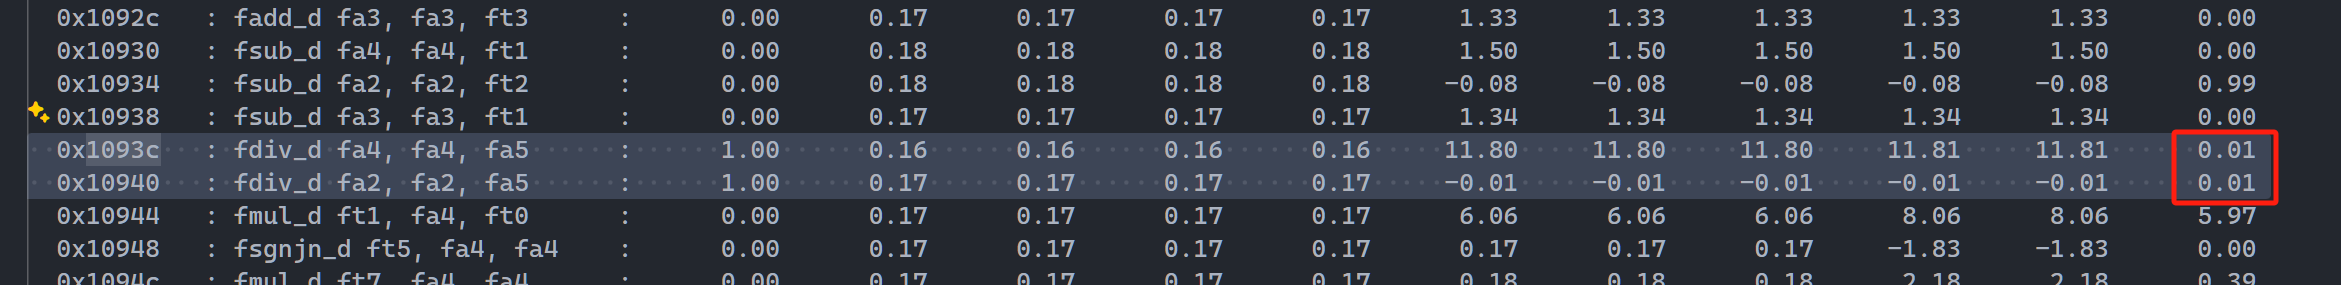 0x1092c : fadd_d fa3, fa3, ft3 : 0.00 0.17 0.17 0.17 0.17 1.33 1.33 1.33 1.33 1.33 0.00
0x10930 : fsub_d fa4, fa4, ft1 : 0.00 0.18 0.18 0.18 0.18 1.50 1.50 1.50 1.50 1.50 0.00
0x10934 : fsub_d fa2, fa2, ft2 : 0.00 0.18 0.18 0.18 0.18 -0.08 -0.08 -0.08 -0.08 -0.08 0.99
0x10938 : fsub_d fa3, fa3, ft1 : 0.00 0.17 0.17 0.17 0.17 1.34 1.34 1.34 1.34 1.34 0.00
0x1093c : fdiv_d fa4, fa4, fa5 : 1.00 0.16 0.16 0.16 0.16 11.80 11.80 11.80 11.81 11.81 0.01
0x10940 : fdiv_d fa2, fa2, fa5 : 1.00 0.17 0.17 0.17 0.17 -0.01 -0.01 -0.01 -0.01 -0.01 0.01
0x10944 : fmul_d ft1, fa4, ft0 : 0.00 0.17 0.17 0.17 0.17 6.06 6.06 6.06 8.06 8.06 5.97
0x10948 : fsgnjn_d ft5, fa4, fa4 : 0.00 0.17 0.17 0.17 0.17 0.17 0.17 0.17 -1.83 -1.83 0.00
0x1094c : fmul_d ft7, fa4, fa4 : 0.00 0.17 0.17 0.17 0.17 0.18 0.18 0.18 2.18 2.18 0.39